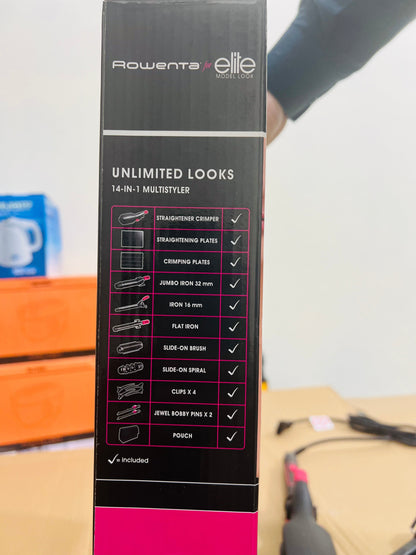 ROWENTA for elite
MODEL LOOK
UNLIMITED LOOKS
14-IN-1 MULTISTYLER
STRAIGHTENER CRIMPER ✓
STRAIGHTENING PLATES ✓
CRIMPING PLATES ✓
JUMBO IRON 32 mm ✓
IRON 16 mm ✓
FLAT IRON ✓
SLIDE-ON BRUSH ✓
SLIDE-ON SPIRAL ✓
CLIPS X 4 ✓
JEWEL BOBBY PINS X 2 ✓
POUCH ✓
✓= Included